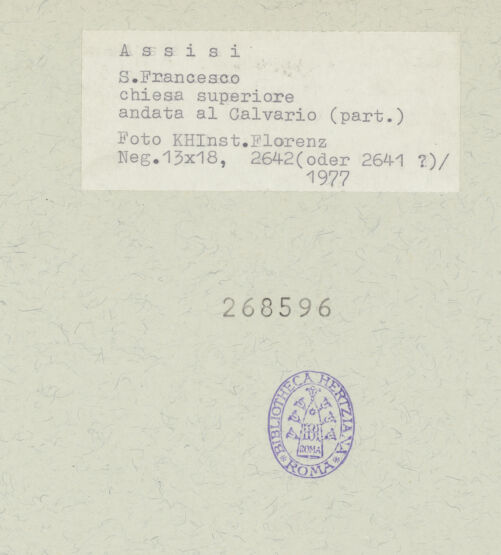 A s s i s i
S.Francesco
chiesa superiore
andata al Calvario (part.)
Foto KHInst.Florenz
Neg.13x18, 2642(oder 2641 ?)/
1977
268596
BIBLIOTHECA HERTZIANA
ROMA
ROMA